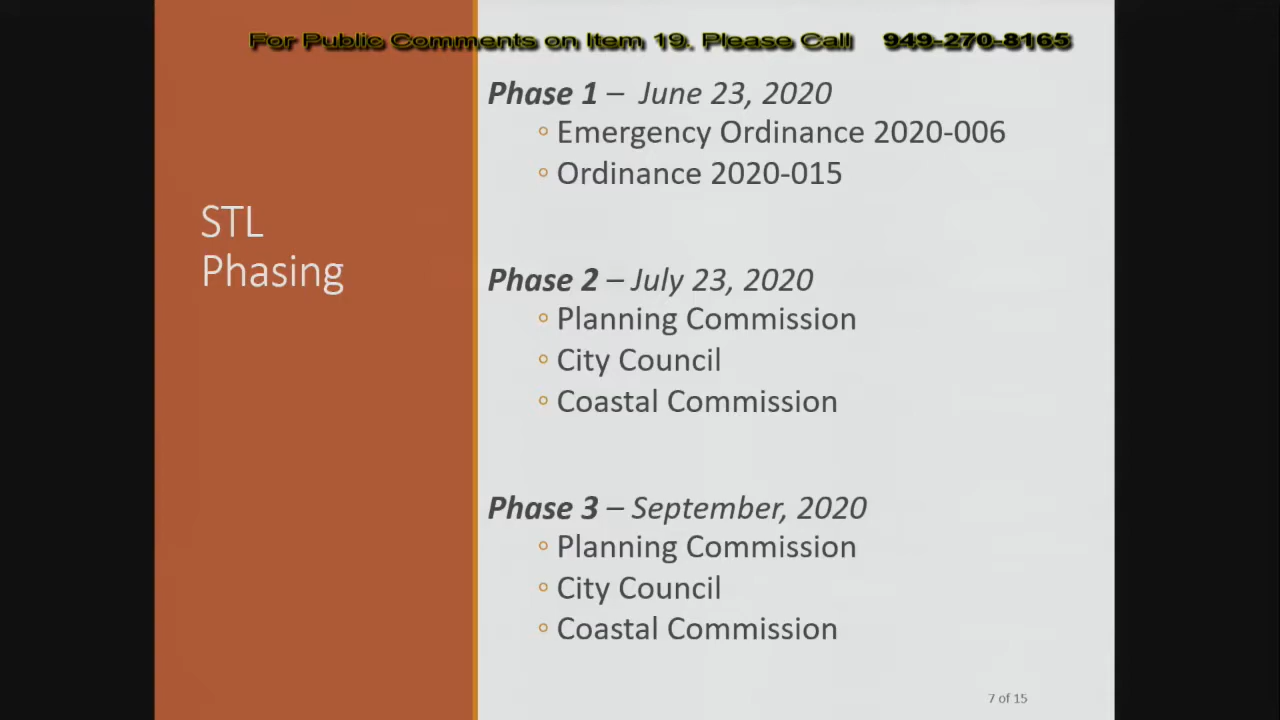 For Public Comments on Item 19. Please Call 949-270-8165
STL
Phasing
Phase 1 – June 23, 2020
◦ Emergency Ordinance 2020-006
◦ Ordinance 2020-015
Phase 2 – July 23, 2020
◦ Planning Commission
◦ City Council
◦ Coastal Commission
Phase 3 – September, 2020
◦ Planning Commission
◦ City Council
◦ Coastal Commission
7 of 15